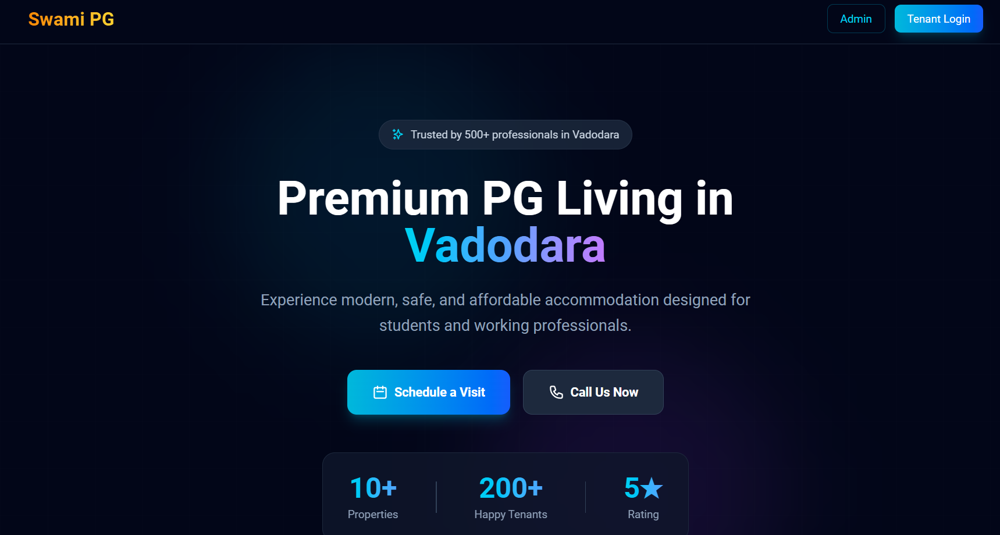 Swami PG
Admin
Tenant Login
Trusted by 500+ professionals in Vadodara
Premium PG Living in
Vadodara
Experience modern, safe, and affordable accommodation designed for
students and working professionals.
Schedule a Visit
Call Us Now
10+
Properties
200+
Happy Tenants
5★
Rating